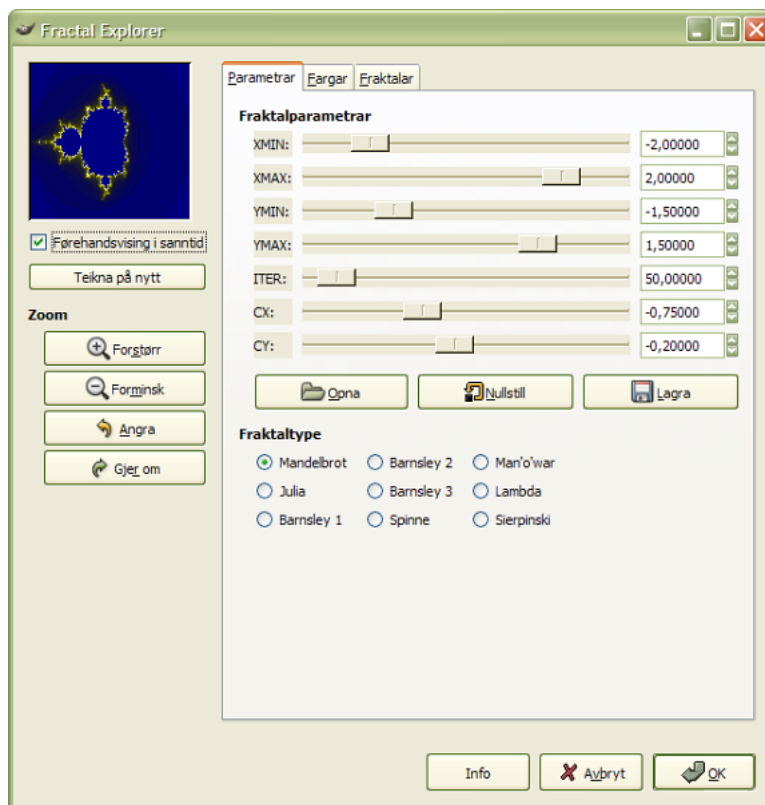 Fractal Explorer
Førehandsvising i sanntid
Teikna på nytt
Zoom
Forstørr
Forminsk
Angra
Gjer om
Parametrar Fargar Fraktalar
Fraktalparametrar
XMIN: -2,00000
XMAX: 2,00000
YMIN: -1,50000
YMAX: 1,50000
ITER: 50,00000
CX: -0,75000
CY: -0,20000
Opna Nullstill Lagra
Fraktaltype
Mandelbrot Barnsley 2 Man'o'war
Julia Barnsley 3 Lambda
Barnsley 1 Spinne Sierpinski
Info Avbryt OK